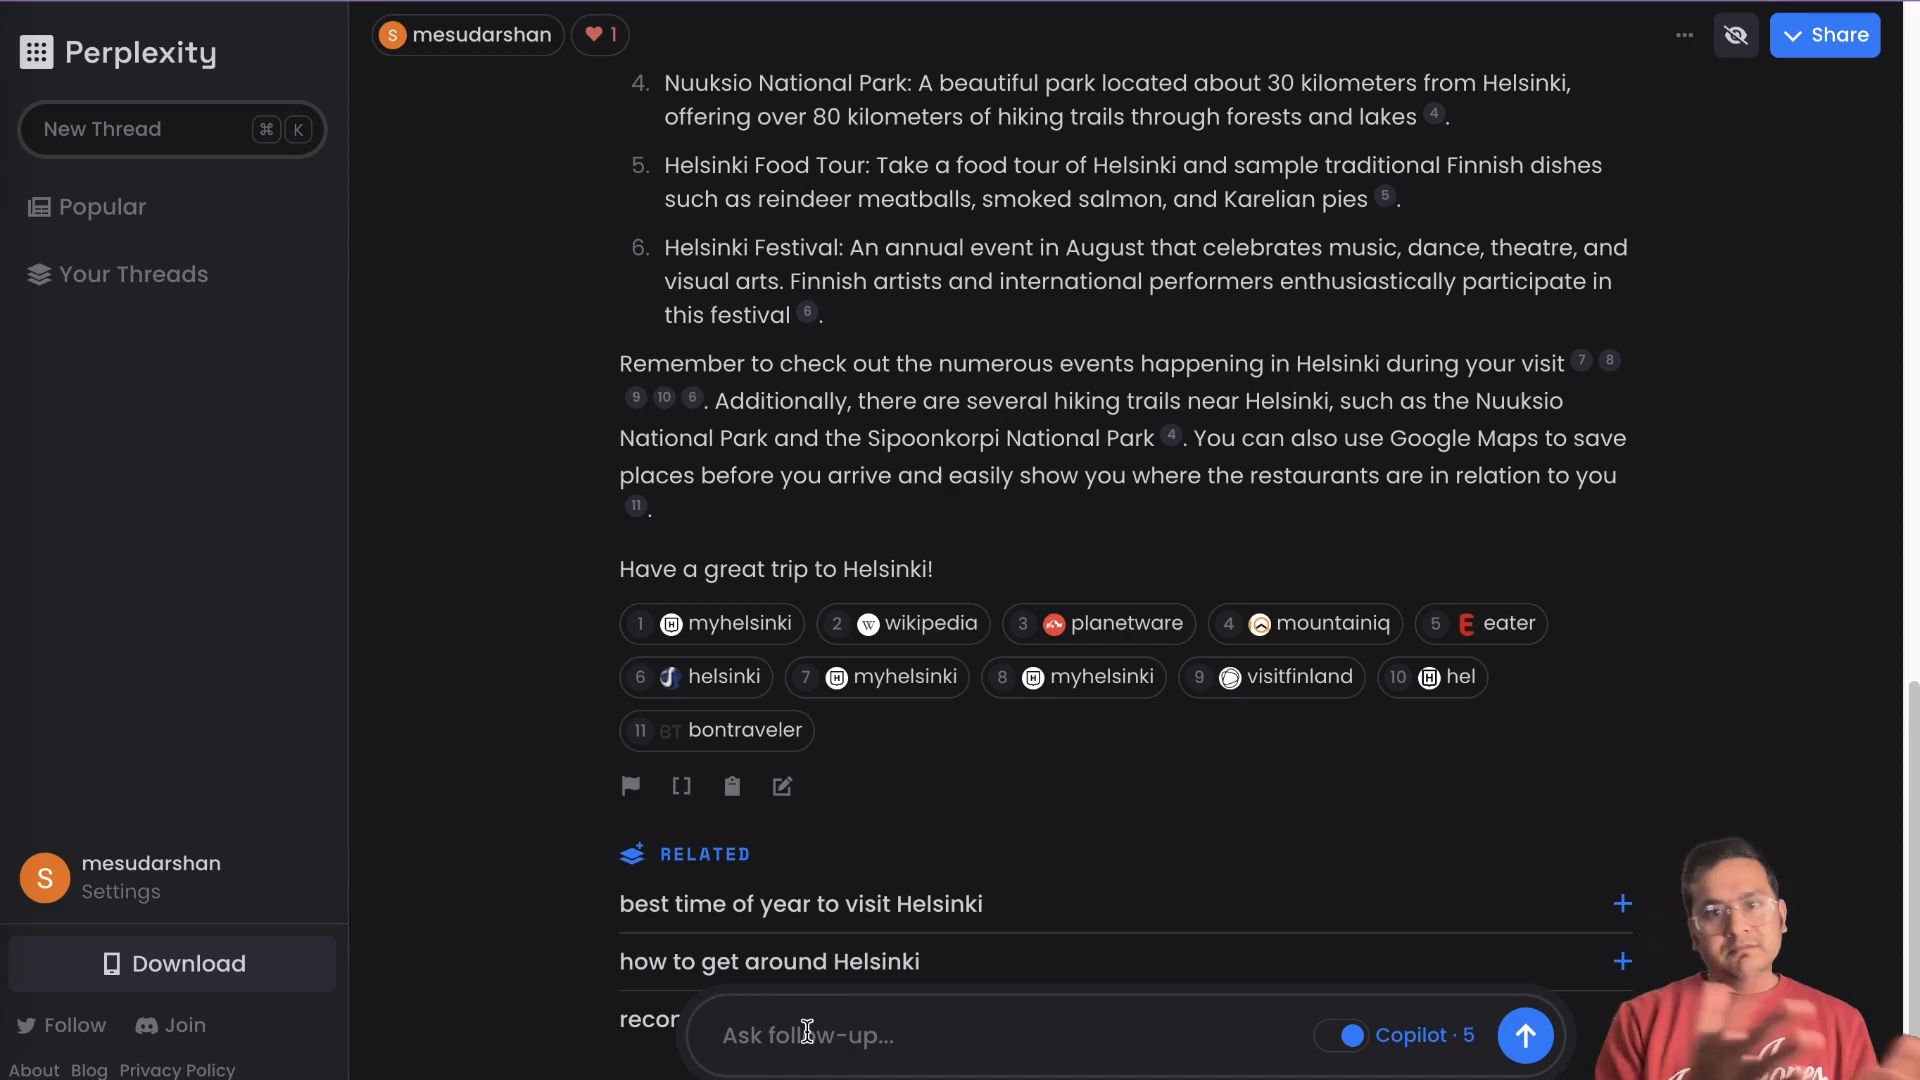 Perplexity
New Thread ⌘ K
Popular
Your Threads
S mesudarshan
Settings
Download
Follow Join
About Blog Privacy Policy
S mesudarshan 1
Share
4. Nuuksio National Park: A beautiful park located about 30 kilometers from Helsinki,
offering over 80 kilometers of hiking trails through forests and lakes 4.
5. Helsinki Food Tour: Take a food tour of Helsinki and sample traditional Finnish dishes
such as reindeer meatballs, smoked salmon, and Karelian pies 5.
6. Helsinki Festival: An annual event in August that celebrates music, dance, theatre, and
visual arts. Finnish artists and international performers enthusiastically participate in
this festival 6.
Remember to check out the numerous events happening in Helsinki during your visit 7 8
9 10 6. Additionally, there are several hiking trails near Helsinki, such as the Nuuksio
National Park and the Sipoonkorpi National Park 4. You can also use Google Maps to save
places before you arrive and easily show you where the restaurants are in relation to you
11.
Have a great trip to Helsinki!
1 myhelsinki 2 W wikipedia 3 planetware 4 mountainiq 5 E eater
6 helsinki 7 H myhelsinki 8 H myhelsinki 9 visitfinland 10 H hel
11 BT bontraveler
RELATED
best time of year to visit Helsinki
how to get around Helsinki
recor
Ask follow-up...
Copilot · 5